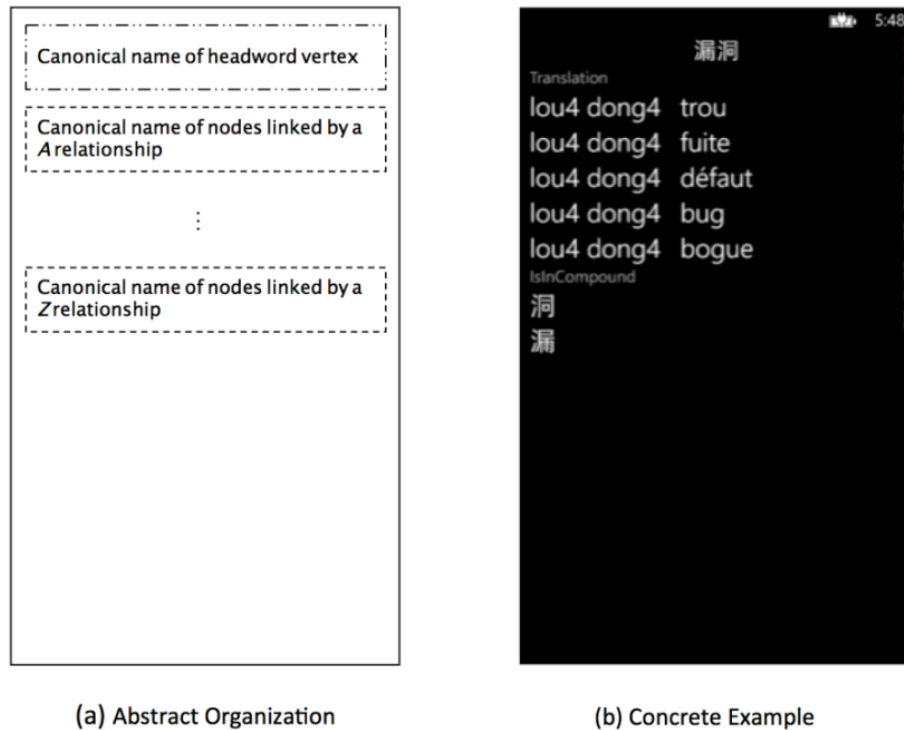 Canonical name of headword vertex
Canonical name of nodes linked by a
A relationship
⋮
Canonical name of nodes linked by a
Z relationship
(a) Abstract Organization
5:48
漏洞
Translation
lou4 dong4 trou
lou4 dong4 fuite
lou4 dong4 défaut
lou4 dong4 bug
lou4 dong4 bogue
IsInCompound
洞
漏
(b) Concrete Example